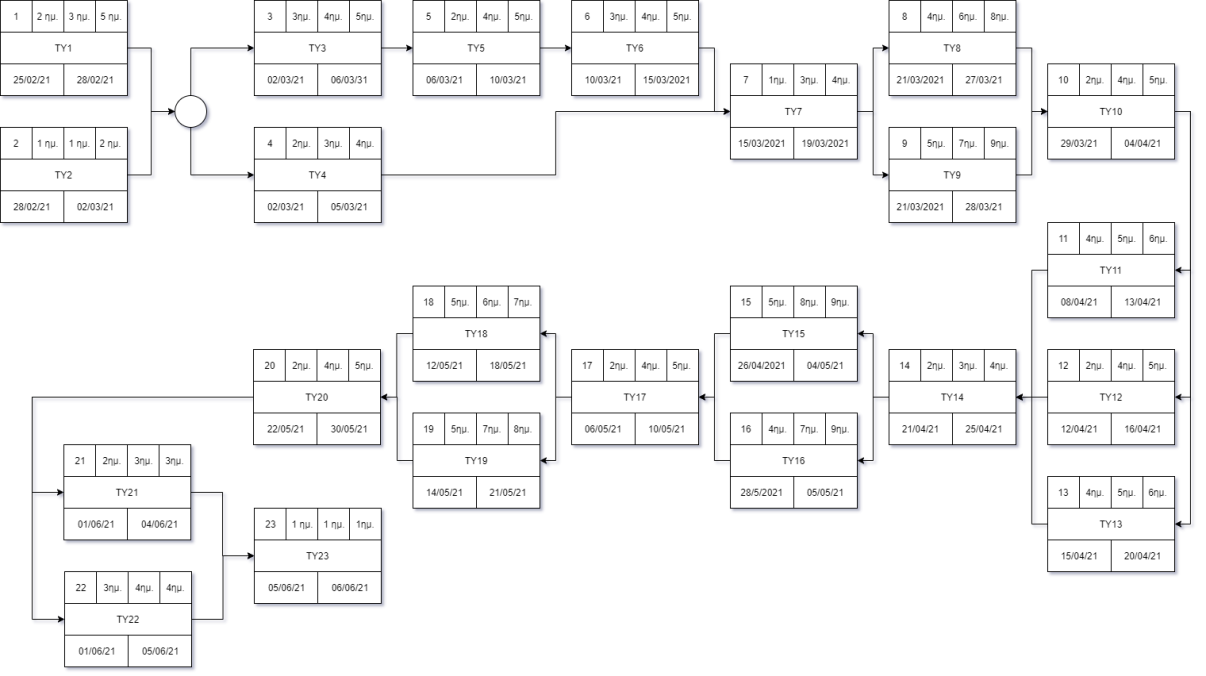 1 2 ημ. 3 ημ. 5 ημ.
TY1
25/02/21 28/02/21
2 1 ημ. 1 ημ. 2 ημ.
TY2
28/02/21 02/03/21
3 3ημ. 4ημ. 5ημ.
TY3
02/03/21 06/03/31
4 2ημ. 3ημ. 4ημ.
TY4
02/03/21 05/03/21
5 2ημ. 4ημ. 5ημ.
TY5
06/03/21 10/03/21
6 3ημ. 4ημ. 5ημ.
TY6
10/03/21 15/03/2021
7 1ημ. 3ημ. 4ημ.
TY7
15/03/2021 19/03/2021
8 4ημ. 6ημ. 8ημ.
TY8
21/03/2021 27/03/21
9 5ημ. 7ημ. 9ημ.
TY9
21/03/2021 28/03/21
10 2ημ. 4ημ. 5ημ.
TY10
29/03/21 04/04/21
11 4ημ. 5ημ. 6ημ.
TY11
08/04/21 13/04/21
12 2ημ. 4ημ. 5ημ.
TY12
12/04/21 16/04/21
13 4ημ. 5ημ. 6ημ.
TY13
15/04/21 20/04/21
14 2ημ. 3ημ. 4ημ.
TY14
21/04/21 25/04/21
15 5ημ. 8ημ. 9ημ.
TY15
26/04/2021 04/05/21
16 4ημ. 7ημ. 9ημ.
TY16
28/5/2021 05/05/21
17 2ημ. 4ημ. 5ημ.
TY17
06/05/21 10/05/21
18 5ημ. 6ημ. 7ημ.
TY18
12/05/21 18/05/21
19 5ημ. 7ημ. 8ημ.
TY19
14/05/21 21/05/21
20 2ημ. 4ημ. 5ημ.
TY20
22/05/21 30/05/21
21 2ημ. 3ημ. 3ημ.
TY21
01/06/21 04/06/21
22 3ημ. 4ημ. 4ημ.
TY22
01/06/21 05/06/21
23 1 ημ. 1 ημ. 1ημ.
TY23
05/06/21 06/06/21